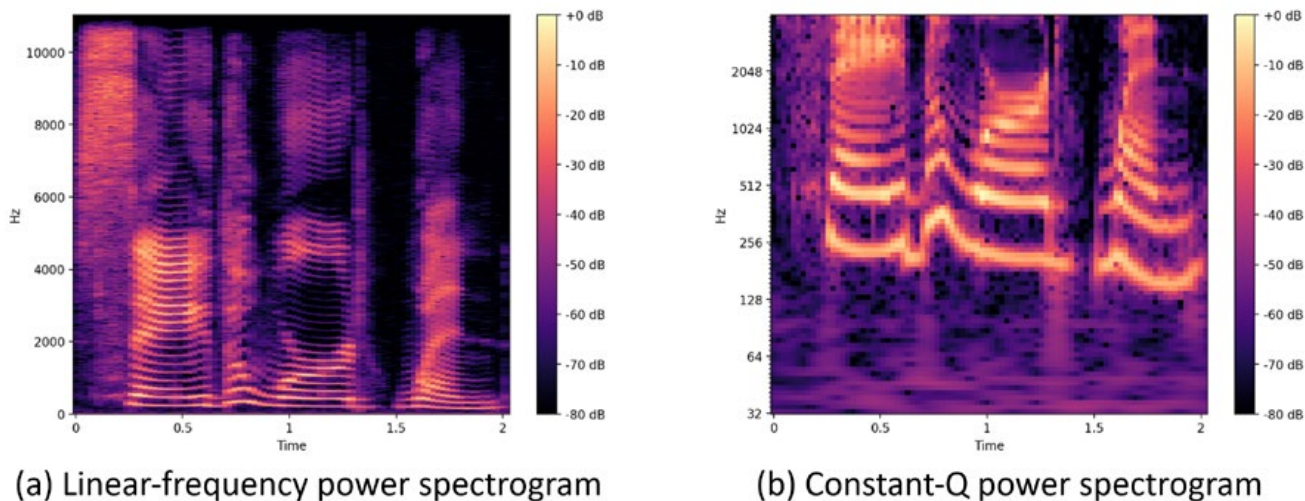 10000
8000
6000
4000
2000
0
Hz
0
0.5
1
1.5
2
Time
+0 dB
-10 dB
-20 dB
-30 dB
-40 dB
-50 dB
-60 dB
-70 dB
-80 dB
(a) Linear-frequency power spectrogram
2048
1024
512
256
128
64
32
Hz
0
0.5
1
1.5
2
Time
+0 dB
-10 dB
-20 dB
-30 dB
-40 dB
-50 dB
-60 dB
-70 dB
-80 dB
(b) Constant-Q power spectrogram